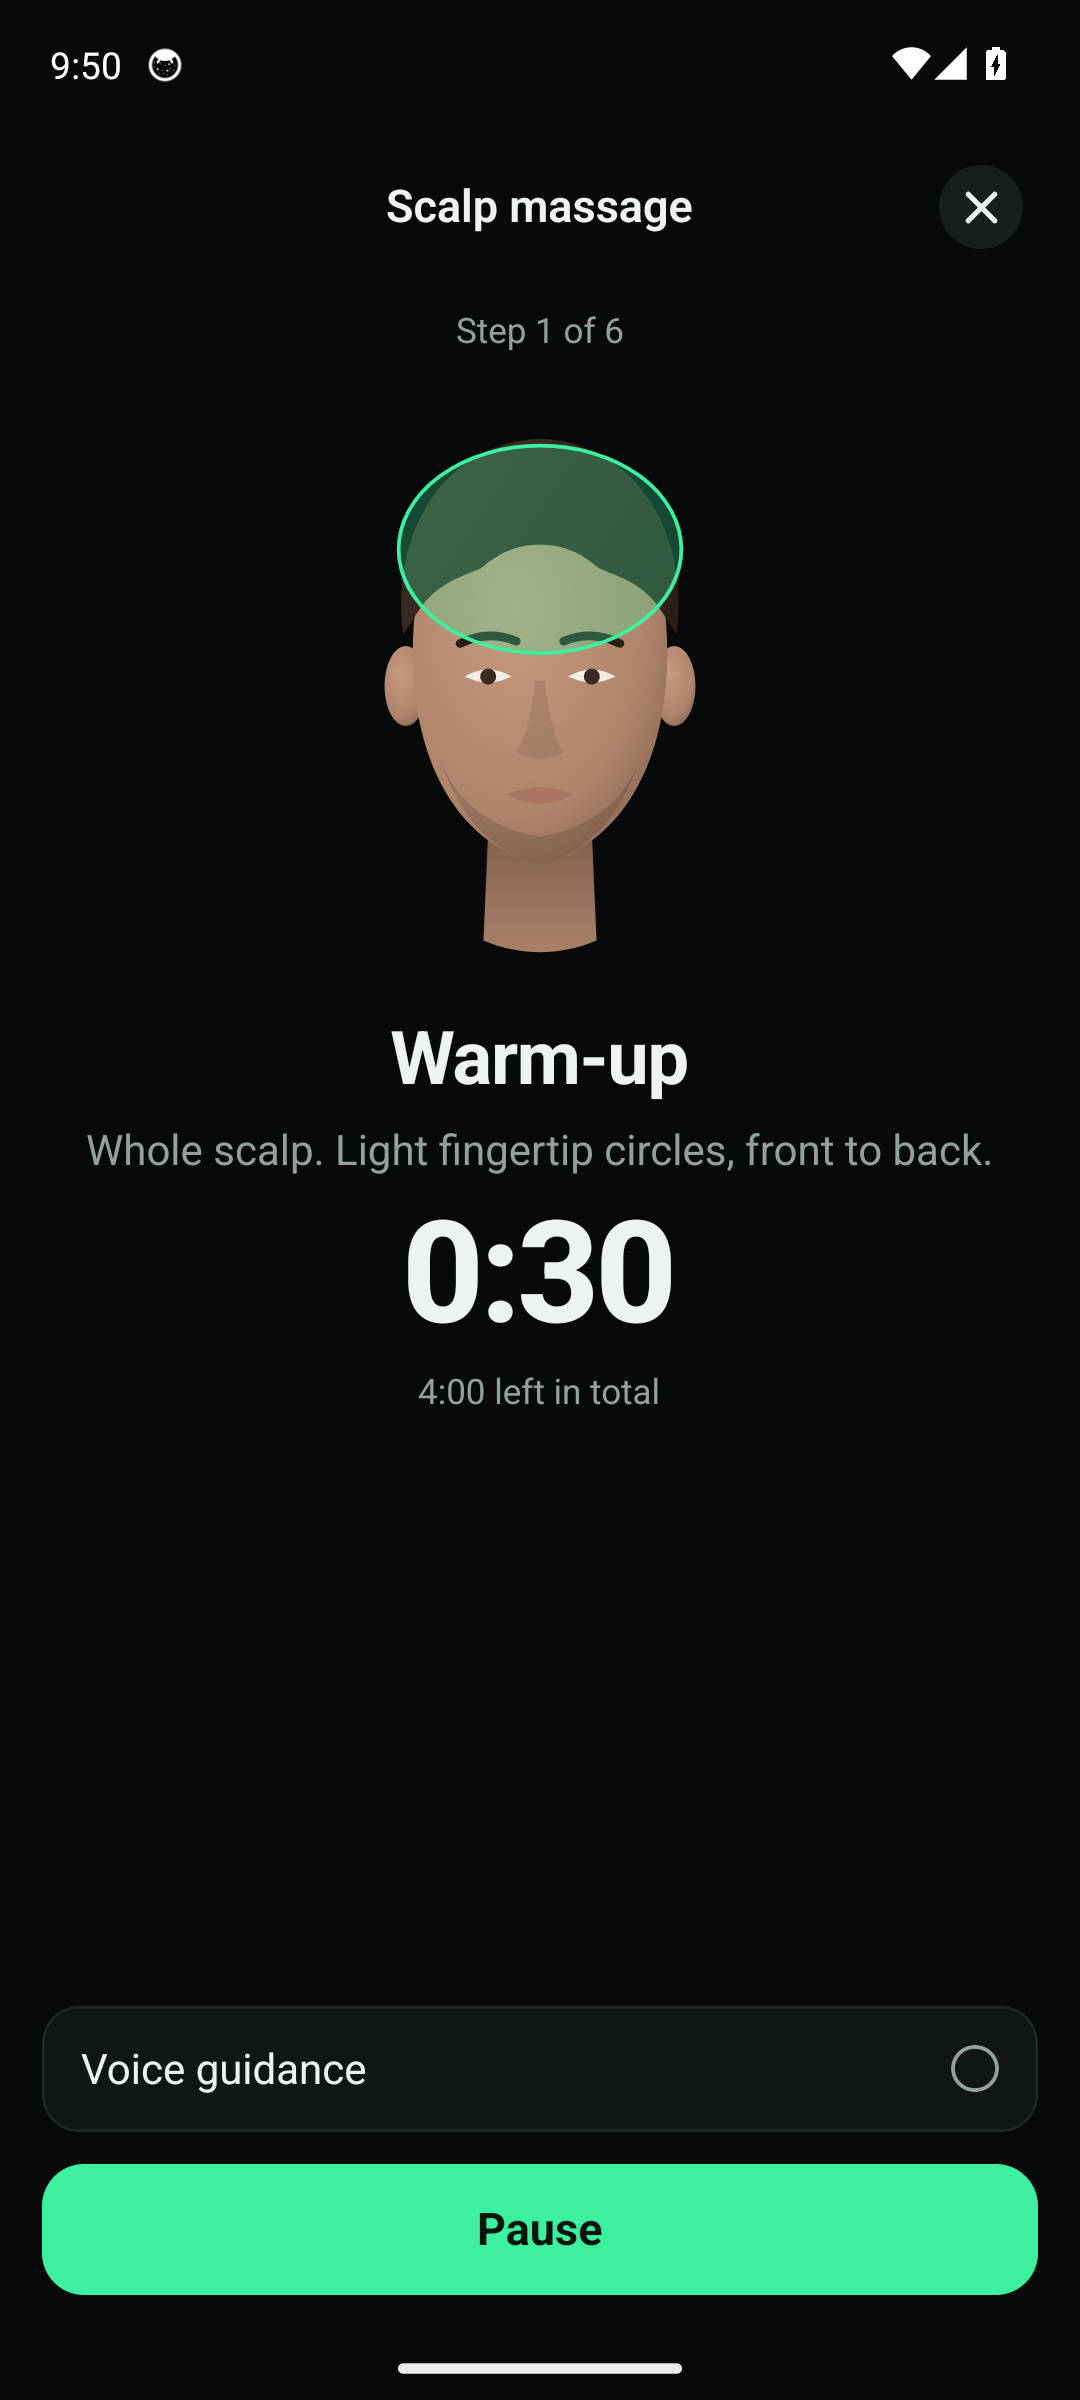 9:50
Scalp massage
Step 1 of 6
Warm-up
Whole scalp. Light fingertip circles, front to back.
0:30
4:00 left in total
Voice guidance
Pause